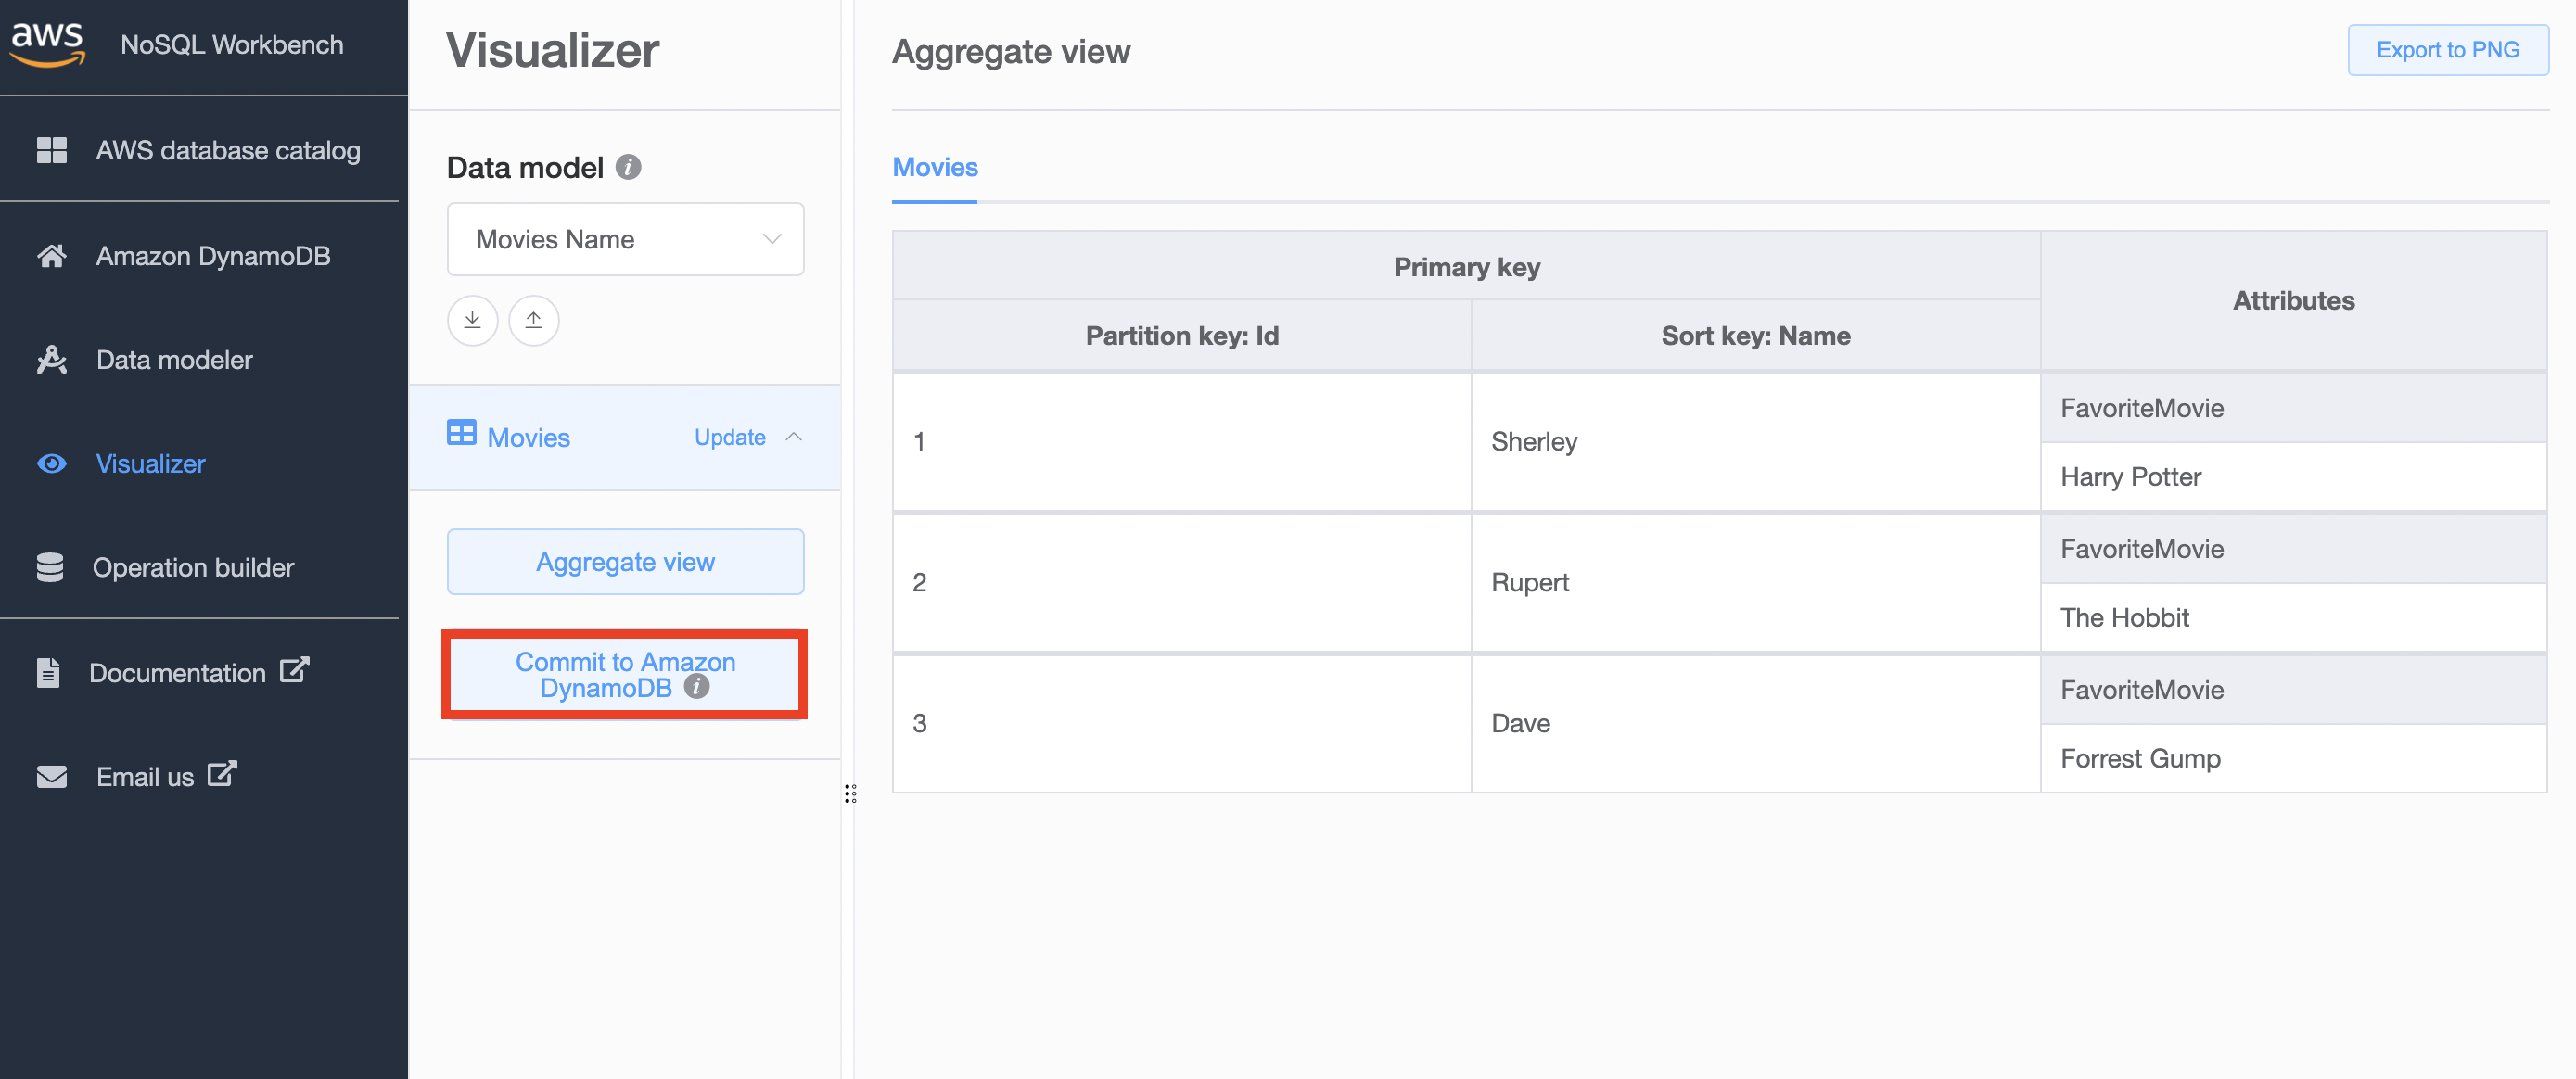 aws
NoSQL Workbench
AWS database catalog
Amazon DynamoDB
Data modeler
Visualizer
Operation builder
Documentation
Email us
Visualizer
Data model i
Movies Name
Movies Update
Aggregate view
Commit to Amazon
DynamoDB i
Aggregate view
Export to PNG
Movies
Primary key
Attributes
Partition key: Id
Sort key: Name
1
Sherley
FavoriteMovie
Harry Potter
2
Rupert
FavoriteMovie
The Hobbit
3
Dave
FavoriteMovie
Forrest Gump